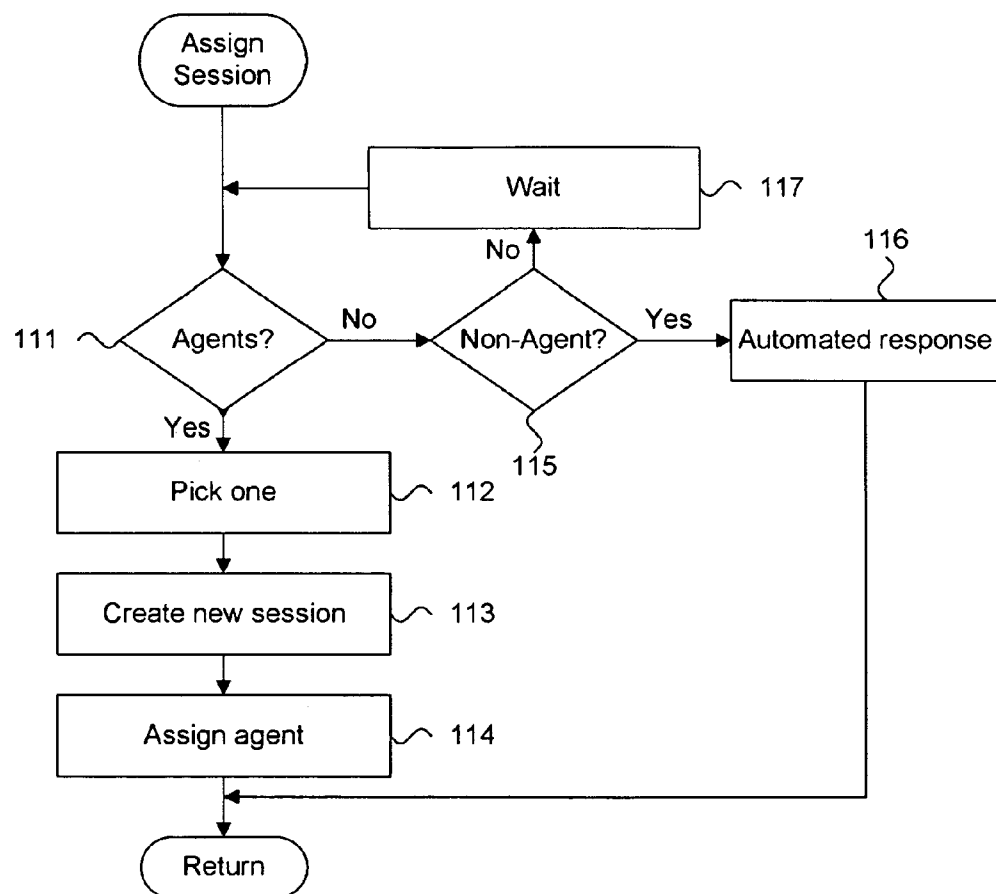 Assign
Session
Wait
117
No
116
111
Agents?
No
Non-Agent?
Yes
Automated response
Yes
115
Pick one
112
Create new session
113
Assign agent
114
Return